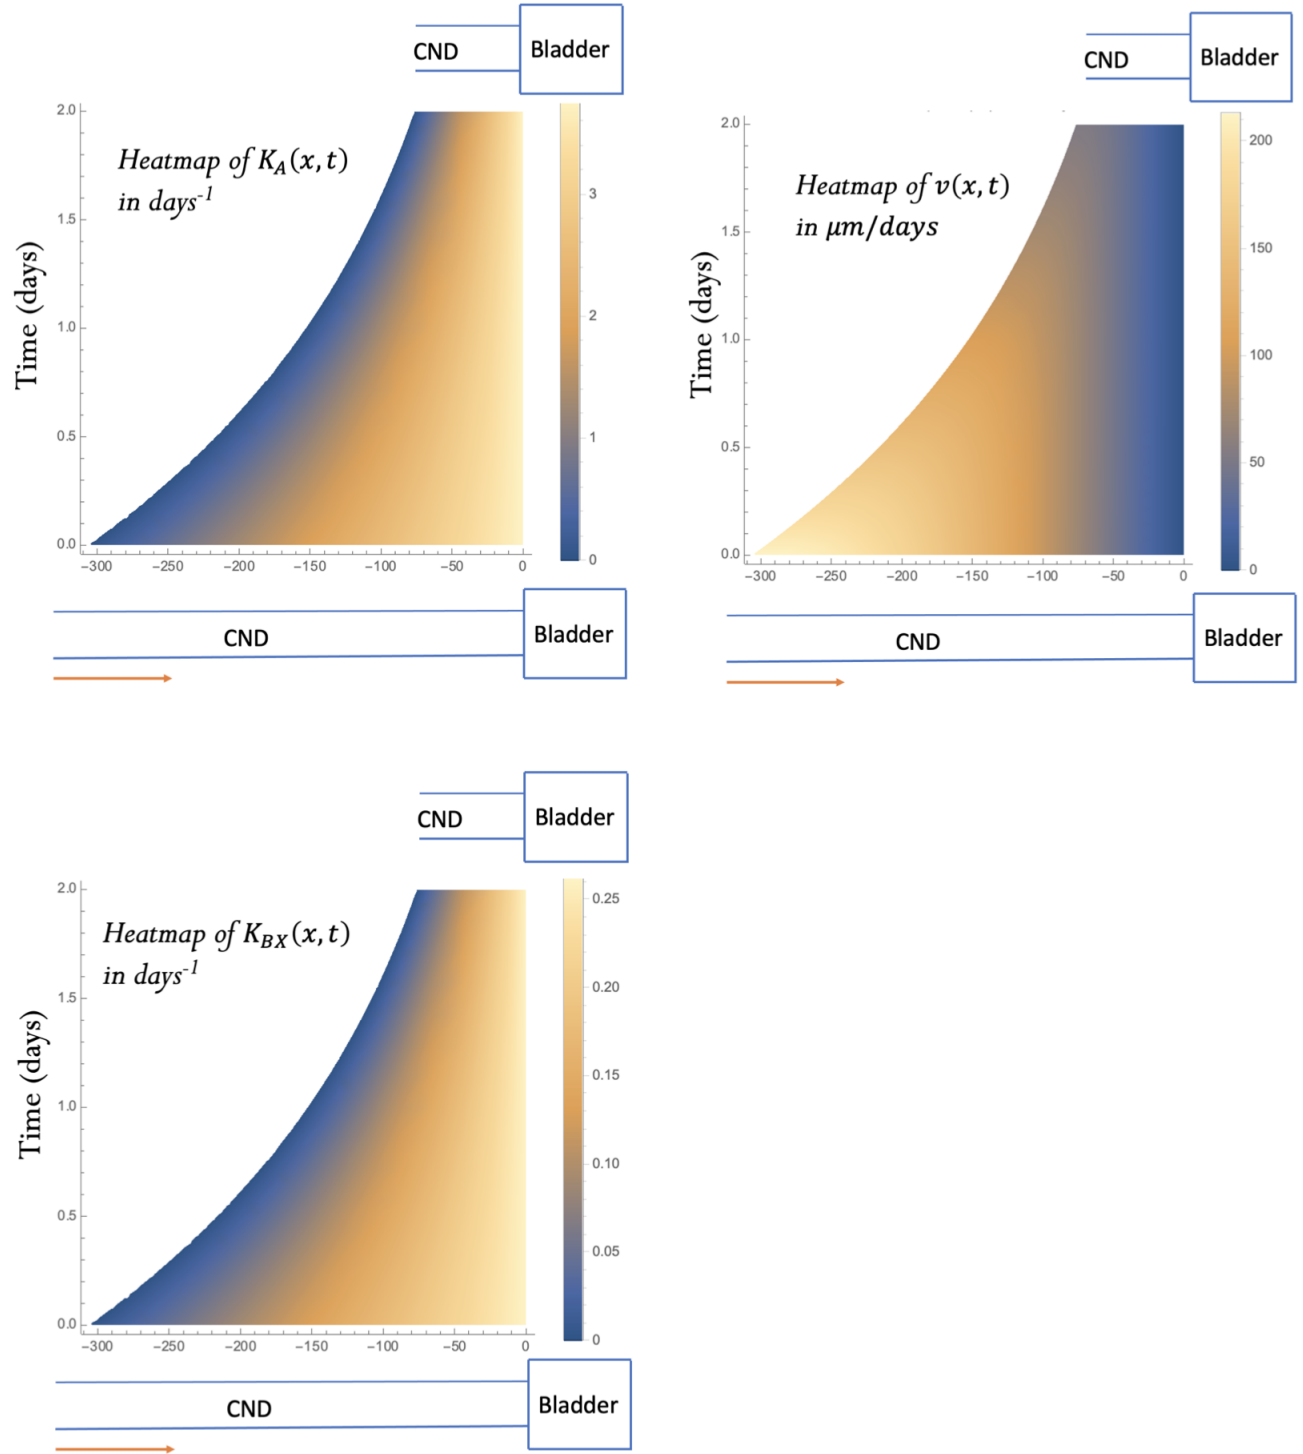 CND
Bladder
2.0
1.5
1.0
0.5
0.0
Time (days)
Heatmap of K_A(x, t)
in days⁻¹
3
2
1
0
−300
−250
−200
−150
−100
−50
0
CND
Bladder
CND
Bladder
2.0
1.5
1.0
0.5
0.0
Time (days)
Heatmap of v(x, t)
in μm/days
200
150
100
50
0
−300
−250
−200
−150
−100
−50
0
CND
Bladder
CND
Bladder
2.0
1.5
1.0
0.5
0.0
Time (days)
Heatmap of K_BX(x, t)
in days⁻¹
0.25
0.20
0.15
0.10
0.05
0
−300
−250
−200
−150
−100
−50
0
CND
Bladder